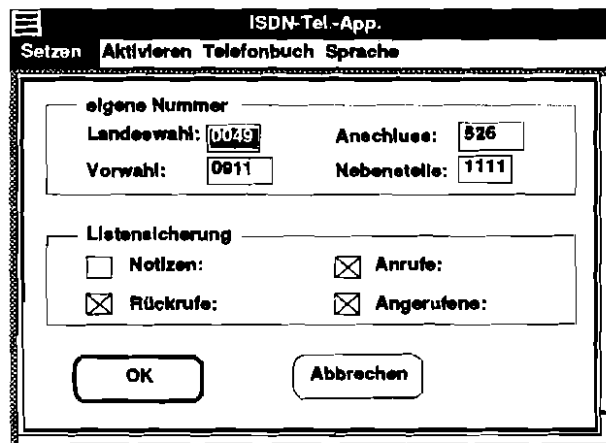 ISDN-Tel.-App.
Setzen Aktivieren Telefonbuch Sprache
eigene Nummer
Landeswahl: 0049 Anschluss: 526
Vorwahl: 0911 Nebenstelle: 1111
Listensicherung
Notizen: Anrufe:
Rückrufe: Angerufene:
OK Abbrechen